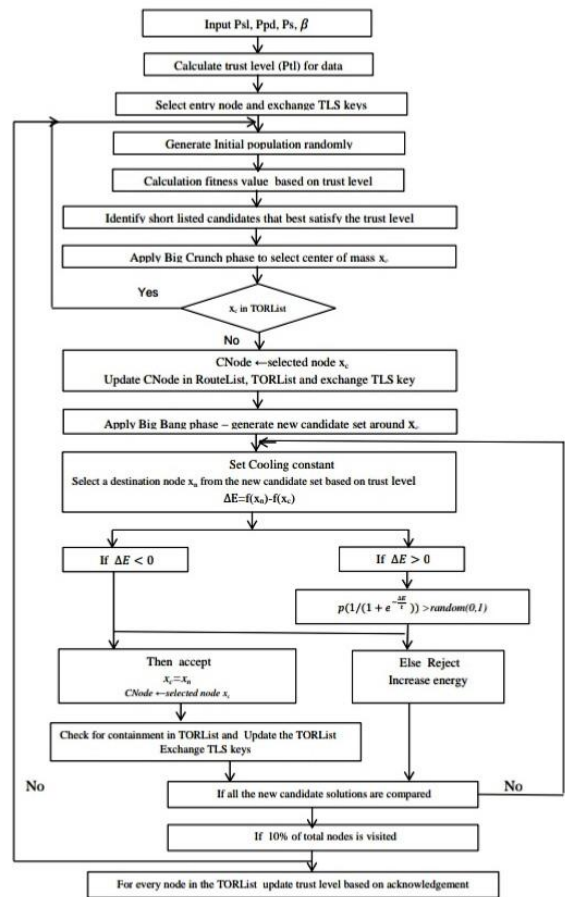 Input Psl, Ppd, Ps, β
Calculate trust level (Ptl) for data
Select entry node and exchange TLS keys
Generate Initial population randomly
Calculation fitness value based on trust level
Identify short listed candidates that best satisfy the trust level
Apply Big Crunch phase to select center of mass xc
Yes
xc in TORList
No
CNode ←selected node xc
Update CNode in RouteList, TORList and exchange TLS key
Apply Big Bang phase – generate new candidate set around Xc
Set Cooling constant
Select a destination node xn from the new candidate set based on trust level
ΔE=f(xn)-f(xc)
If ΔE < 0
If ΔE > 0
p(1/(1 + e^-ΔE/t )) >random(0,1)
Then accept
xc=xn
CNode ←selected node xc
Else Reject
Increase energy
Check for containment in TORList and Update the TORList
Exchange TLS keys
No
If all the new candidate solutions are compared
No
If 10% of total nodes is visited
For every node in the TORList update trust level based on acknowledgement